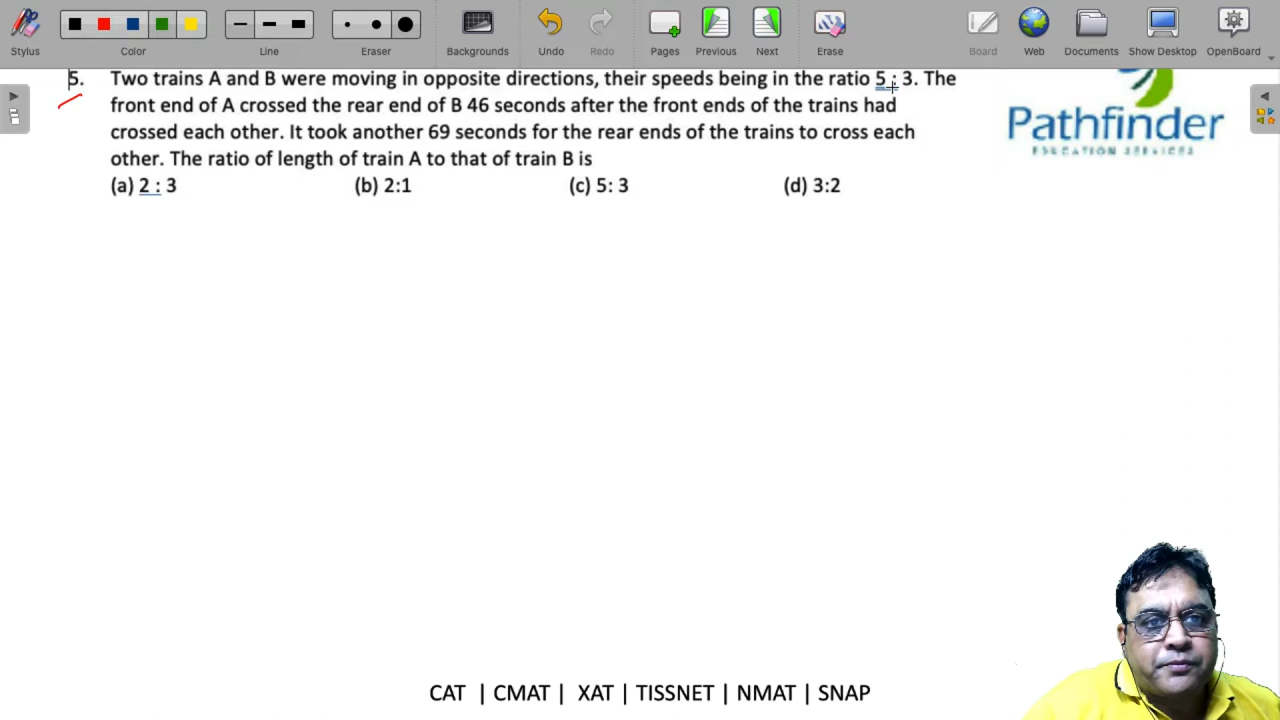 Stylus Color Line Eraser Backgrounds Undo Redo Pages Previous Next Erase Board Web Documents Show Desktop OpenBoard
5. Two trains A and B were moving in opposite directions, their speeds being in the ratio 5 : 3. The
front end of A crossed the rear end of B 46 seconds after the front ends of the trains had
crossed each other. It took another 69 seconds for the rear ends of the trains to cross each
other. The ratio of length of train A to that of train B is
(a) 2 : 3 (b) 2:1 (c) 5: 3 (d) 3:2
Pathfinder
EDUCATION SERVICES
CAT | CMAT | XAT | TISSNET | NMAT | SNAP